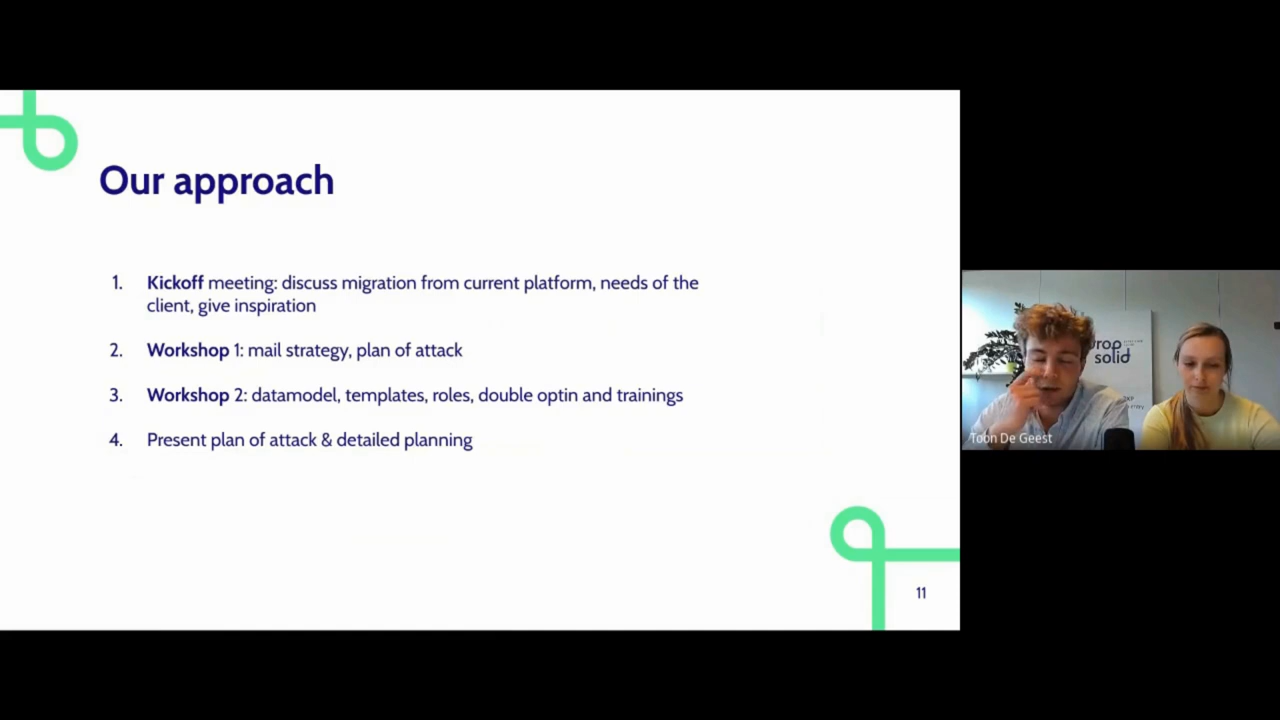 Our approach
1. Kickoff meeting: discuss migration from current platform, needs of the
client, give inspiration
2. Workshop 1: mail strategy, plan of attack
3. Workshop 2: datamodel, templates, roles, double optin and trainings
4. Present plan of attack & detailed planning
11
rop
solid
Toon De Geest